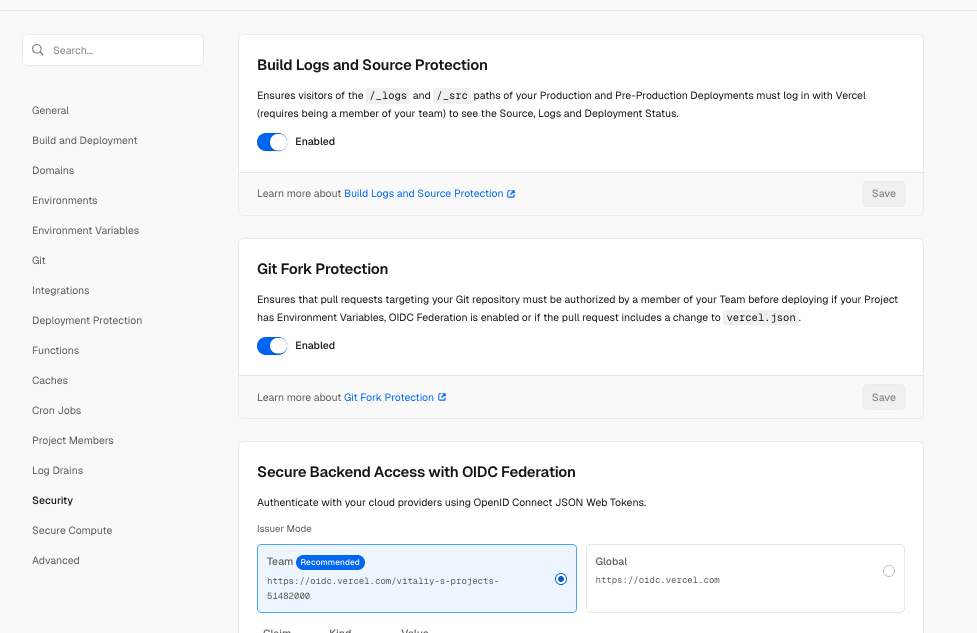 Search...
General
Build and Deployment
Domains
Environments
Environment Variables
Git
Integrations
Deployment Protection
Functions
Caches
Cron Jobs
Project Members
Log Drains
Security
Secure Compute
Advanced
Build Logs and Source Protection
Ensures visitors of the /_logs and /_src paths of your Production and Pre-Production Deployments must log in with Vercel
(requires being a member of your team) to see the Source, Logs and Deployment Status.
Enabled
Learn more about Build Logs and Source Protection
Save
Git Fork Protection
Ensures that pull requests targeting your Git repository must be authorized by a member of your Team before deploying if your Project
has Environment Variables, OIDC Federation is enabled or if the pull request includes a change to vercel.json.
Enabled
Learn more about Git Fork Protection
Save
Secure Backend Access with OIDC Federation
Authenticate with your cloud providers using OpenID Connect JSON Web Tokens.
Issuer Mode
Team Recommended
https://oidc.vercel.com/vitaliy-s-projects-
51482000
Global
https://oidc.vercel.com
Claim Kind Value